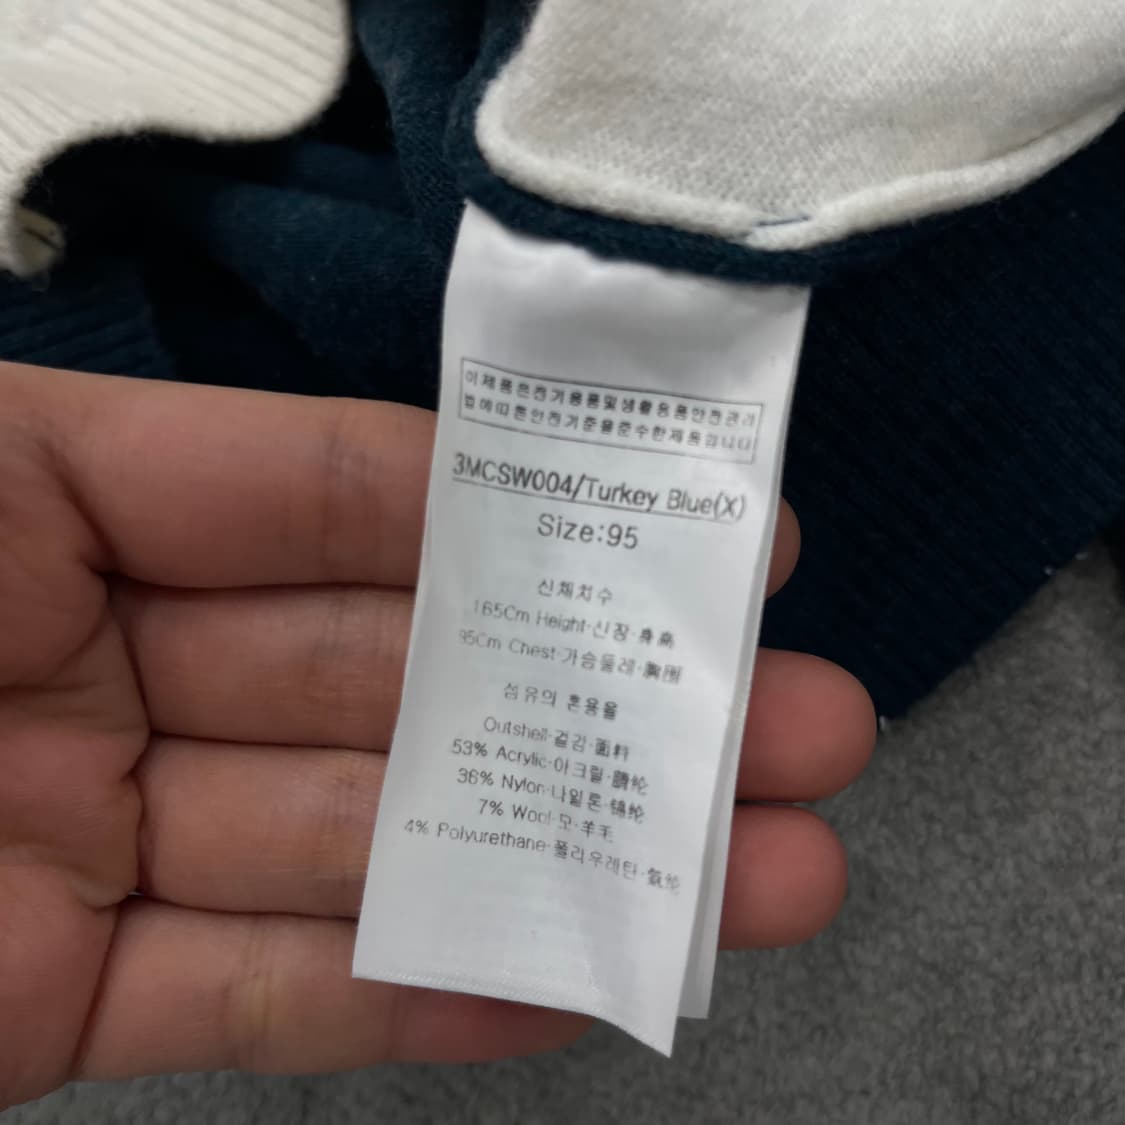 이제품은전기용품및생활용품안전관리
법에따른안전기준을준수한제품입니다
3MCSW004/Turkey Blue(X)
Size:95
신체치수
165Cm Height·신장·身高
95Cm Chest·가슴둘레·胸围
섬유의 혼용율
Outshell·겉감·面料
53% Acrylic·아크릴·腈纶
36% Nylon·나일론·锦纶
7% Wool·모·羊毛
4% Polyurethane·폴리우레탄·氨纶